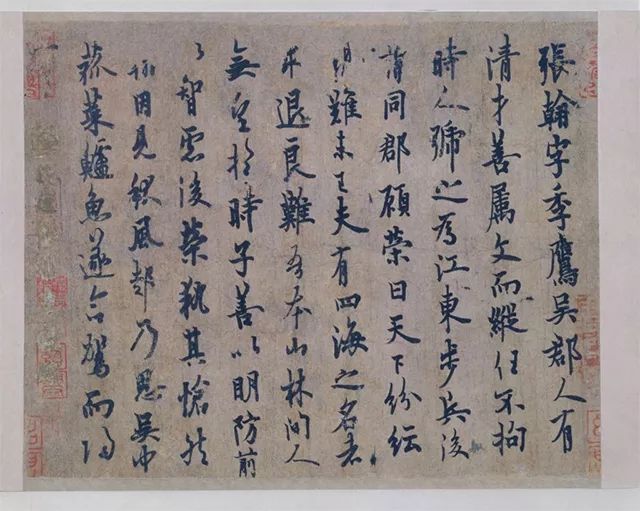 張翰字季鷹吳郡人有
清才善屬文而縱任不拘
時人號之為江東步兵後
謂同郡顧榮曰天下紛紜
禍難未已夫有四海之名者
求退良難吾本山林間人
無望於時子善以明防前
以智慮後榮執其愴然
翰因見秋風起乃思吳中
菰菜鱸魚遂命駕而歸